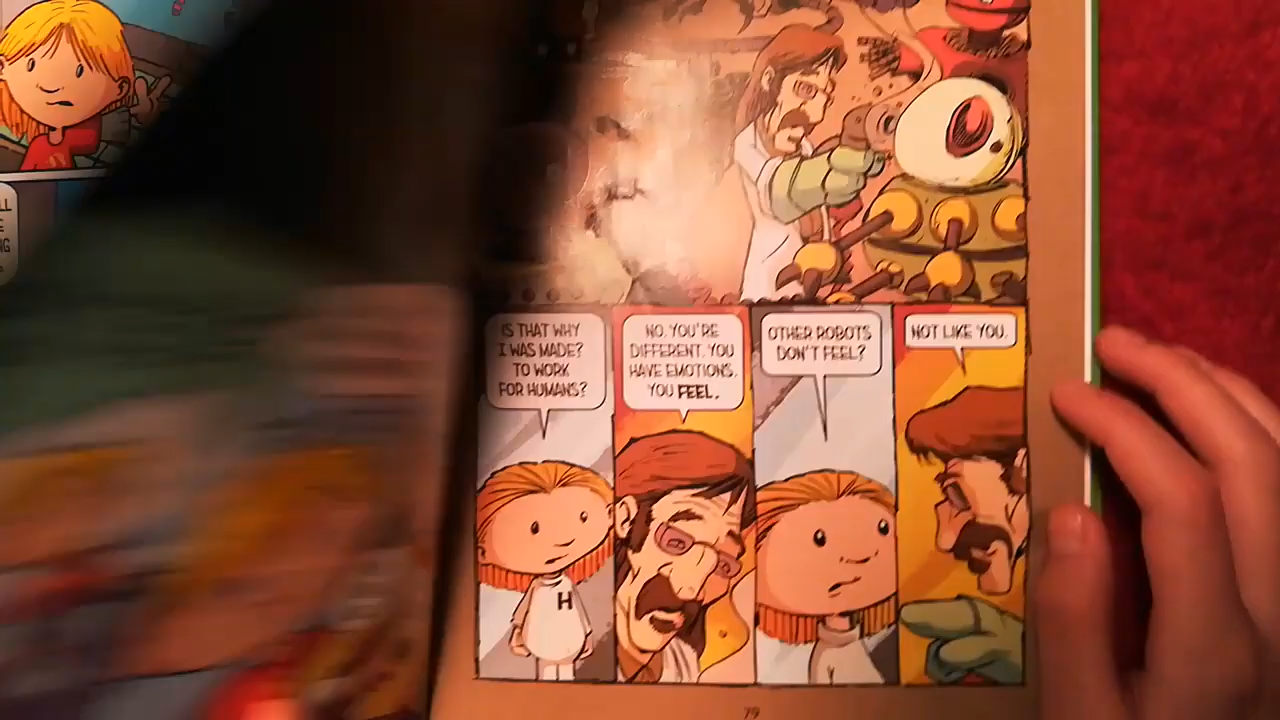 IS THAT WHY
I WAS MADE?
TO WORK
FOR HUMANS?
NO. YOU'RE
DIFFERENT. YOU
HAVE EMOTIONS.
YOU FEEL.
OTHER ROBOTS
DON'T FEEL?
NOT LIKE YOU.
H
79